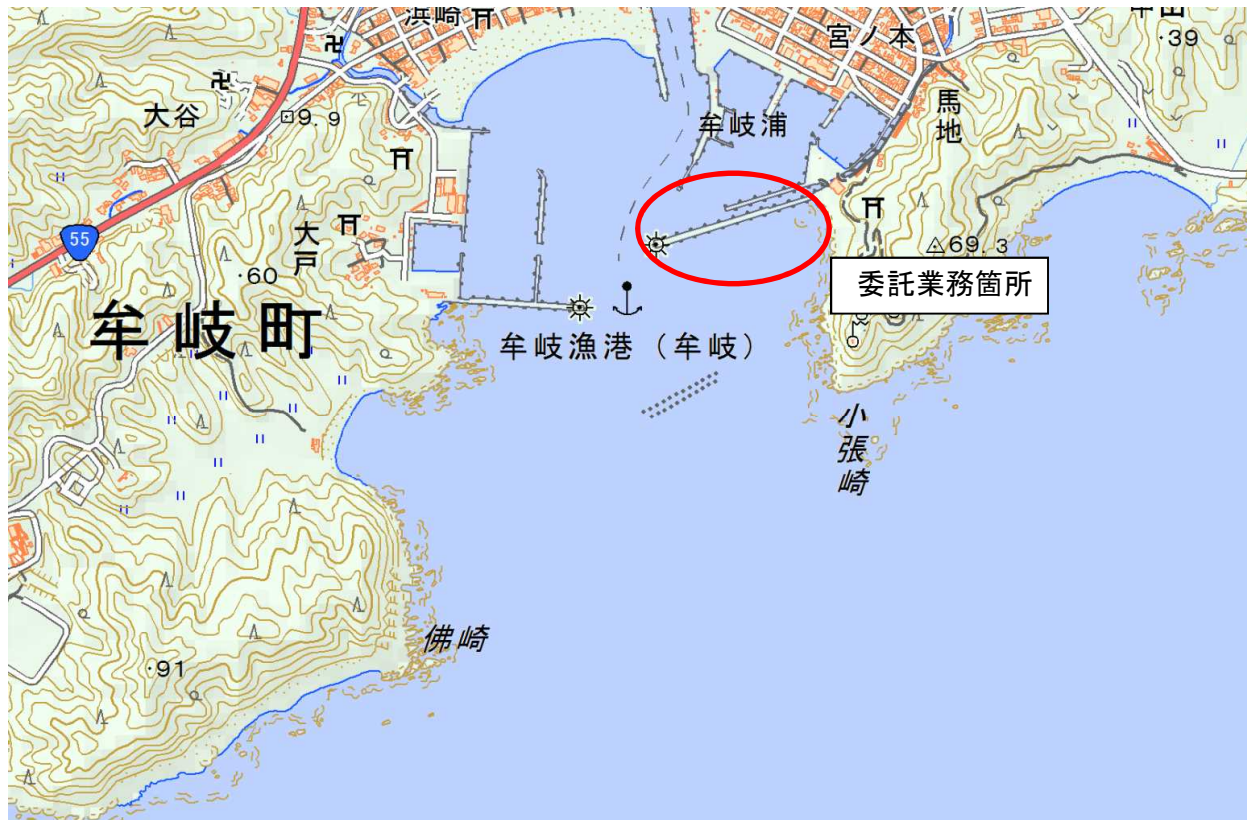 浜崎
中山
宮ノ本
・39
大谷
9.9
馬地
牟岐浦
大戸
55
69.3
・60
委託業務箇所
牟岐町
牟岐漁港(牟岐)
小張崎
佛崎
・91